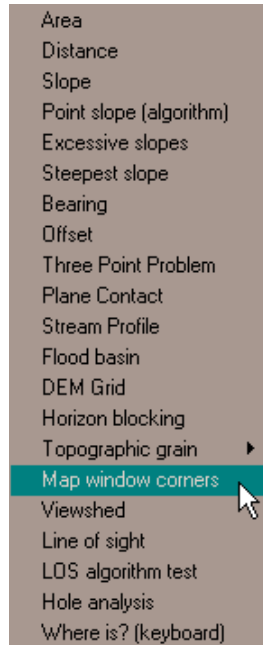 Area
Distance
Slope
Point slope (algorithm)
Excessive slopes
Steepest slope
Bearing
Offset
Three Point Problem
Plane Contact
Stream Profile
Flood basin
DEM Grid
Horizon blocking
Topographic grain
Map window corners
Viewshed
Line of sight
LOS algorithm test
Hole analysis
Where is? (keyboard)